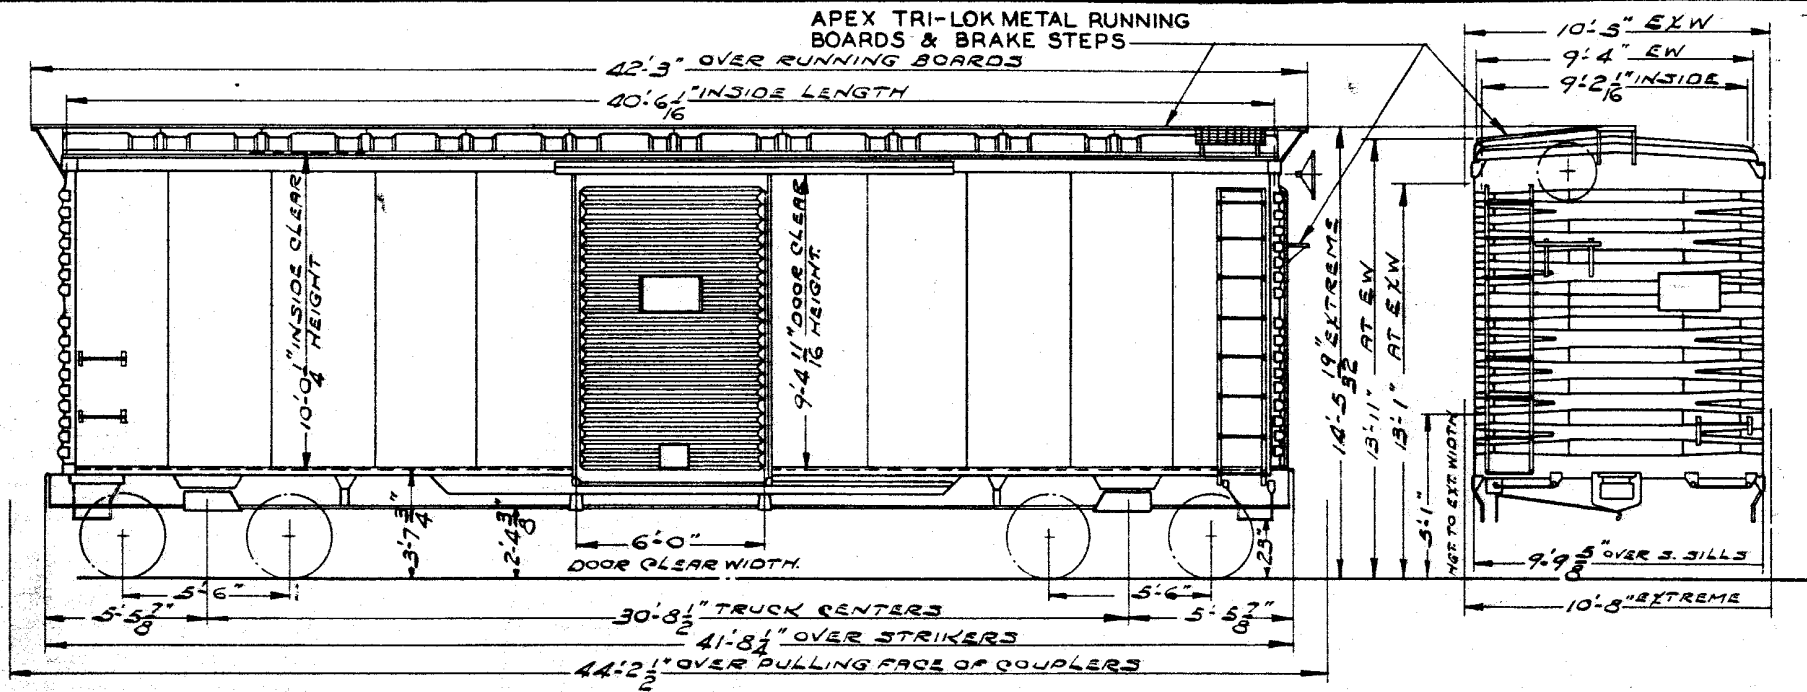 APEX TRI-LOK METAL RUNNING
BOARDS & BRAKE STEPS
42'-3" OVER RUNNING BOARDS
40'-6 1/16" INSIDE LENGTH
10'-5" EXW
9'-4" EW
9'-2 1/16" INSIDE
10'-0 1/4" INSIDE CLEAR
HEIGHT
9'-4 11/16" DOOR CLEAR
HEIGHT.
14'-5 19/32" EXTREME
13'-11" AT EW
13'-1" AT EXW
5'-1"
HGT TO EXT. WIDTH
3'-7 3/4"
2'-4 3/8"
6'-0"
DOOR CLEAR WIDTH.
23"
9'-9 5/8" OVER S. SILLS
10'-8" EXTREME
5'-6"
5'-6"
5'-5 7/8"
30'-8 1/2" TRUCK CENTERS
5'-5 7/8"
41'-8 1/4" OVER STRIKERS
44'-2 1/2" OVER PULLING FACE OF COUPLERS